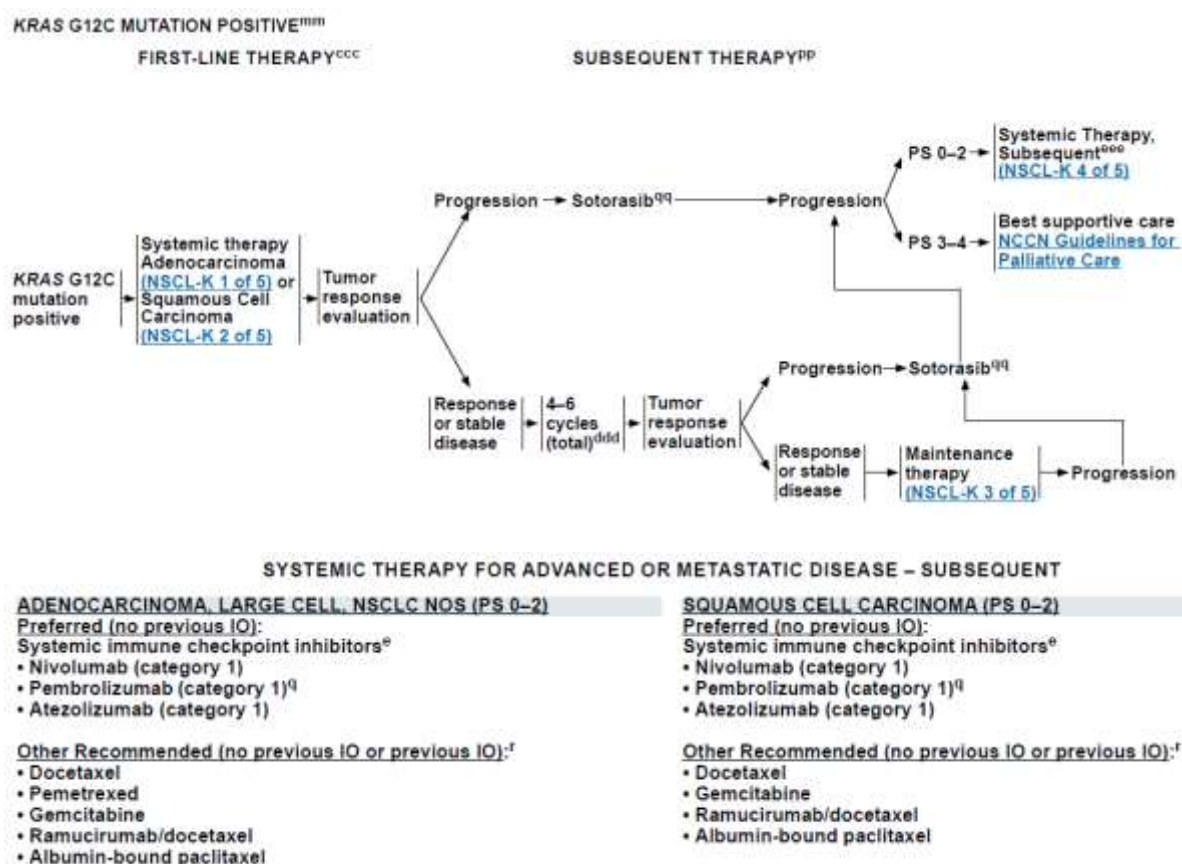 KRAS G12C MUTATION POSITIVEmm
FIRST-LINE THERAPYccc
SUBSEQUENT THERAPYpp
KRAS G12C
mutation
positive
Systemic therapy
Adenocarcinoma
(NSCL-K 1 of 5) or
Squamous Cell
Carcinoma
(NSCL-K 2 of 5)
Tumor
response
evaluation
Progression
Sotorasibqq
Progression
PS 0–2
Systemic Therapy,
Subsequenteee
(NSCL-K 4 of 5)
PS 3–4
Best supportive care
NCCN Guidelines for
Palliative Care
Response
or stable
disease
4–6
cycles
(total)ddd
Tumor
response
evaluation
Progression
Sotorasibqq
Response
or stable
disease
Maintenance
therapy
(NSCL-K 3 of 5)
Progression
SYSTEMIC THERAPY FOR ADVANCED OR METASTATIC DISEASE – SUBSEQUENT
ADENOCARCINOMA, LARGE CELL, NSCLC NOS (PS 0–2)
Preferred (no previous IO):
Systemic immune checkpoint inhibitorse
• Nivolumab (category 1)
• Pembrolizumab (category 1)q
• Atezolizumab (category 1)
Other Recommended (no previous IO or previous IO):r
• Docetaxel
• Pemetrexed
• Gemcitabine
• Ramucirumab/docetaxel
• Albumin-bound paclitaxel
SQUAMOUS CELL CARCINOMA (PS 0–2)
Preferred (no previous IO):
Systemic immune checkpoint inhibitorse
• Nivolumab (category 1)
• Pembrolizumab (category 1)q
• Atezolizumab (category 1)
Other Recommended (no previous IO or previous IO):r
• Docetaxel
• Gemcitabine
• Ramucirumab/docetaxel
• Albumin-bound paclitaxel